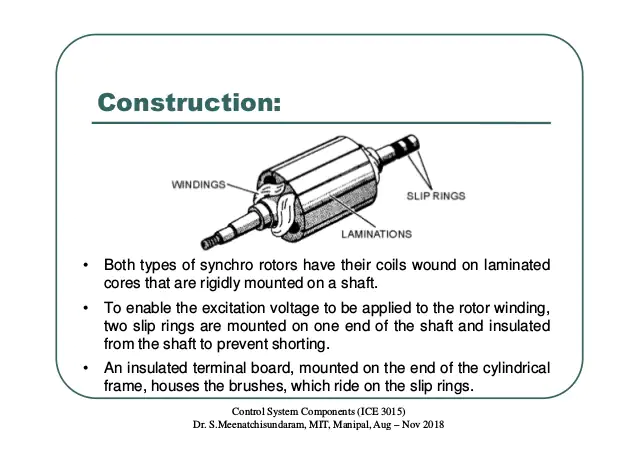 Construction:
WINDINGS
SLIP RINGS
LAMINATIONS
• Both types of synchro rotors have their coils wound on laminated
cores that are rigidly mounted on a shaft.
• To enable the excitation voltage to be applied to the rotor winding,
two slip rings are mounted on one end of the shaft and insulated
from the shaft to prevent shorting.
• An insulated terminal board, mounted on the end of the cylindrical
frame, houses the brushes, which ride on the slip rings.
Control System Components (ICE 3015)
Dr. S.Meenatchisundaram, MIT, Manipal, Aug – Nov 2018